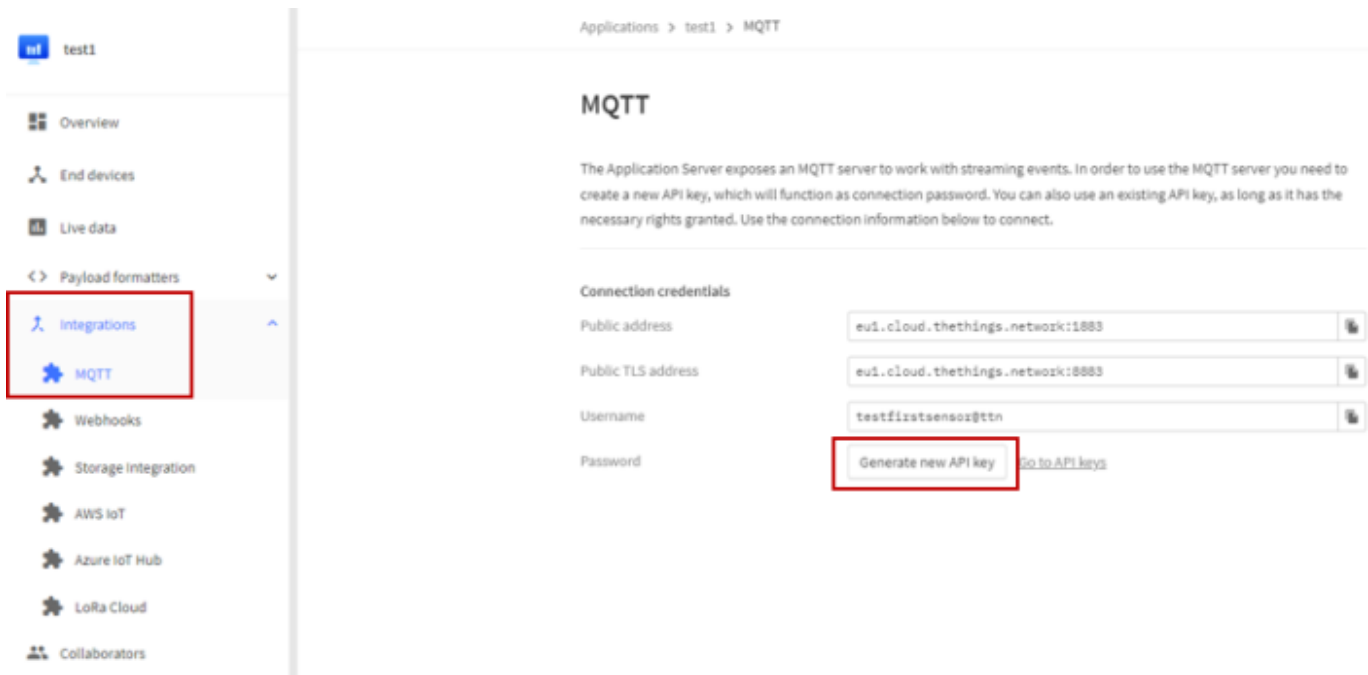 Applications > test1 > MQTT
test1
Overview
End devices
Live data
<> Payload formatters
Integrations
MQTT
Webhooks
Storage Integration
AWS IoT
Azure IoT Hub
LoRa Cloud
Collaborators
MQTT
The Application Server exposes an MQTT server to work with streaming events. In order to use the MQTT server you need to
create a new API key, which will function as connection password. You can also use an existing API key, as long as it has the
necessary rights granted. Use the connection information below to connect.
Connection credentials
Public address eu1.cloud.thethings.network:1883
Public TLS address eu1.cloud.thethings.network:8883
Username testfirstsensor@ttn
Password Generate new API key Go to API keys